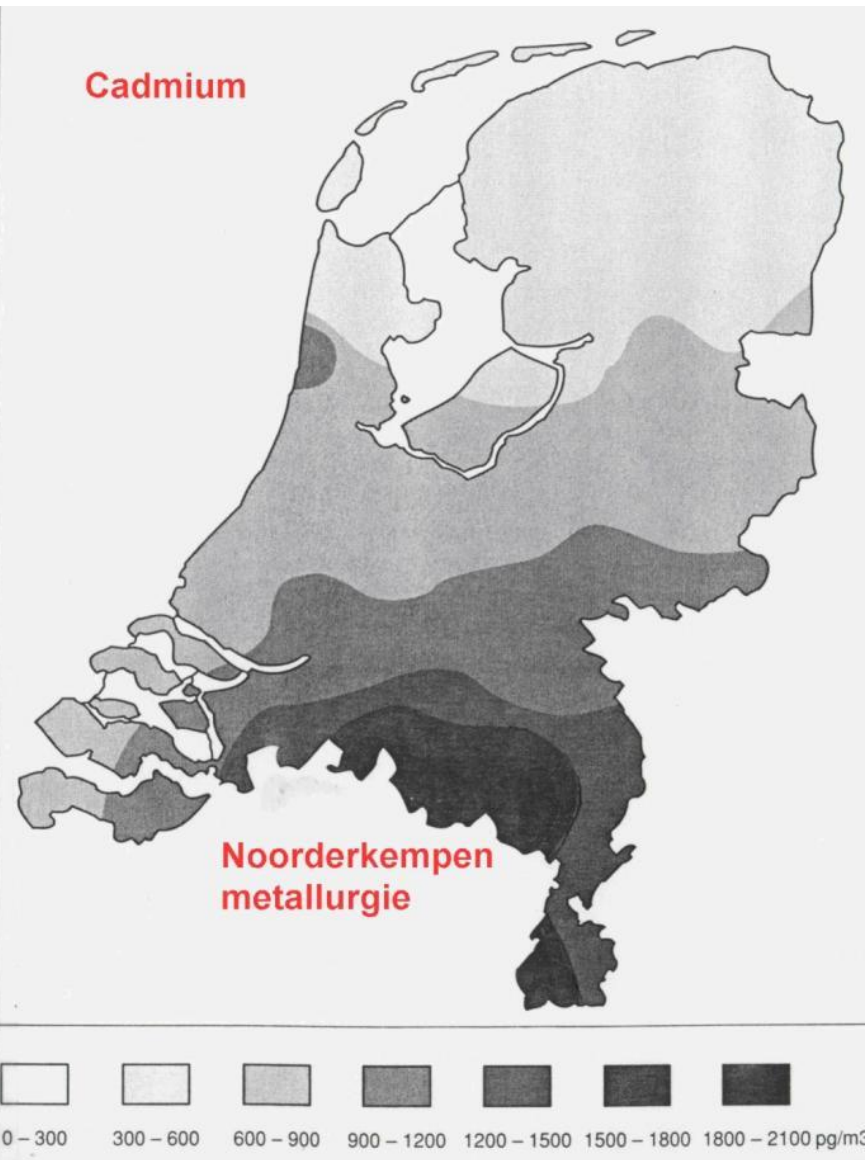 Cadmium
Noorderkempen
metallurgie
0 – 300 300 – 600 600 – 900 900 – 1200 1200 – 1500 1500 – 1800 1800 – 2100 pg/m3